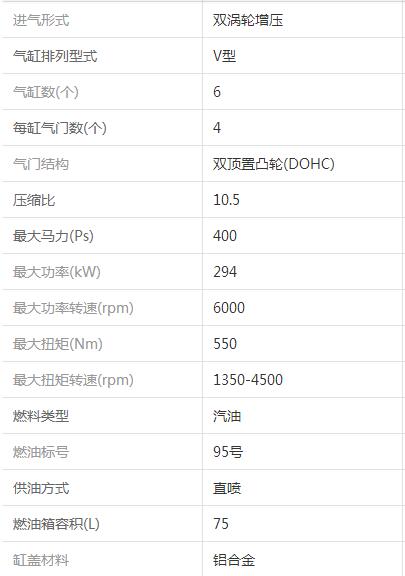 进气形式 双涡轮增压
气缸排列型式 V型
气缸数(个) 6
每缸气门数(个) 4
气门结构 双顶置凸轮(DOHC)
压缩比 10.5
最大马力(Ps) 400
最大功率(kW) 294
最大功率转速(rpm) 6000
最大扭矩(Nm) 550
最大扭矩转速(rpm) 1350-4500
燃料类型 汽油
燃油标号 95号
供油方式 直喷
燃油箱容积(L) 75
缸盖材料 铝合金